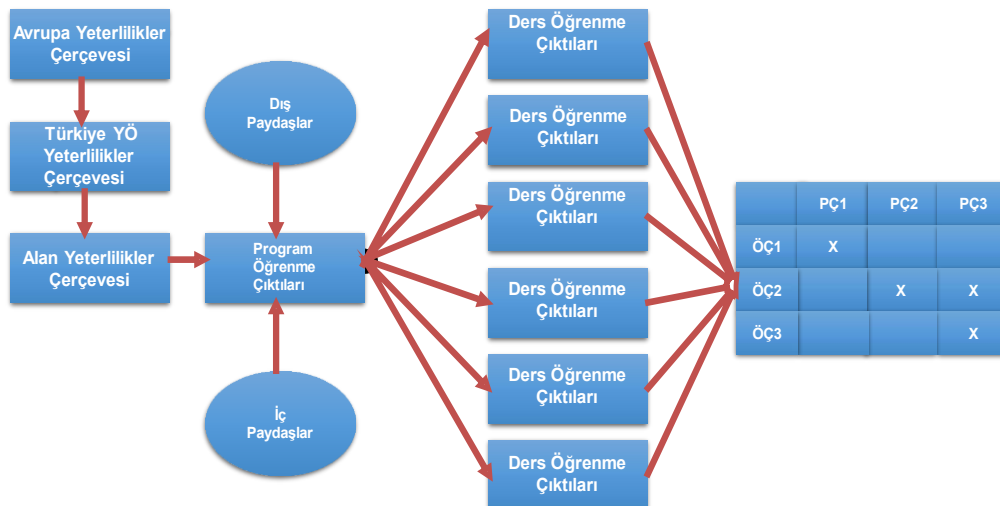 Avrupa Yeterlilikler
Çerçevesi
Türkiye YÖ
Yeterlilikler
Çerçevesi
Alan Yeterlilikler
Çerçevesi
Dış
Paydaşlar
Program
Öğrenme
Çıktıları
İç
Paydaşlar
Ders Öğrenme
Çıktıları
Ders Öğrenme
Çıktıları
Ders Öğrenme
Çıktıları
Ders Öğrenme
Çıktıları
Ders Öğrenme
Çıktıları
Ders Öğrenme
Çıktıları
PÇ1 PÇ2 PÇ3
ÖÇ1 X
ÖÇ2 X X
ÖÇ3 X